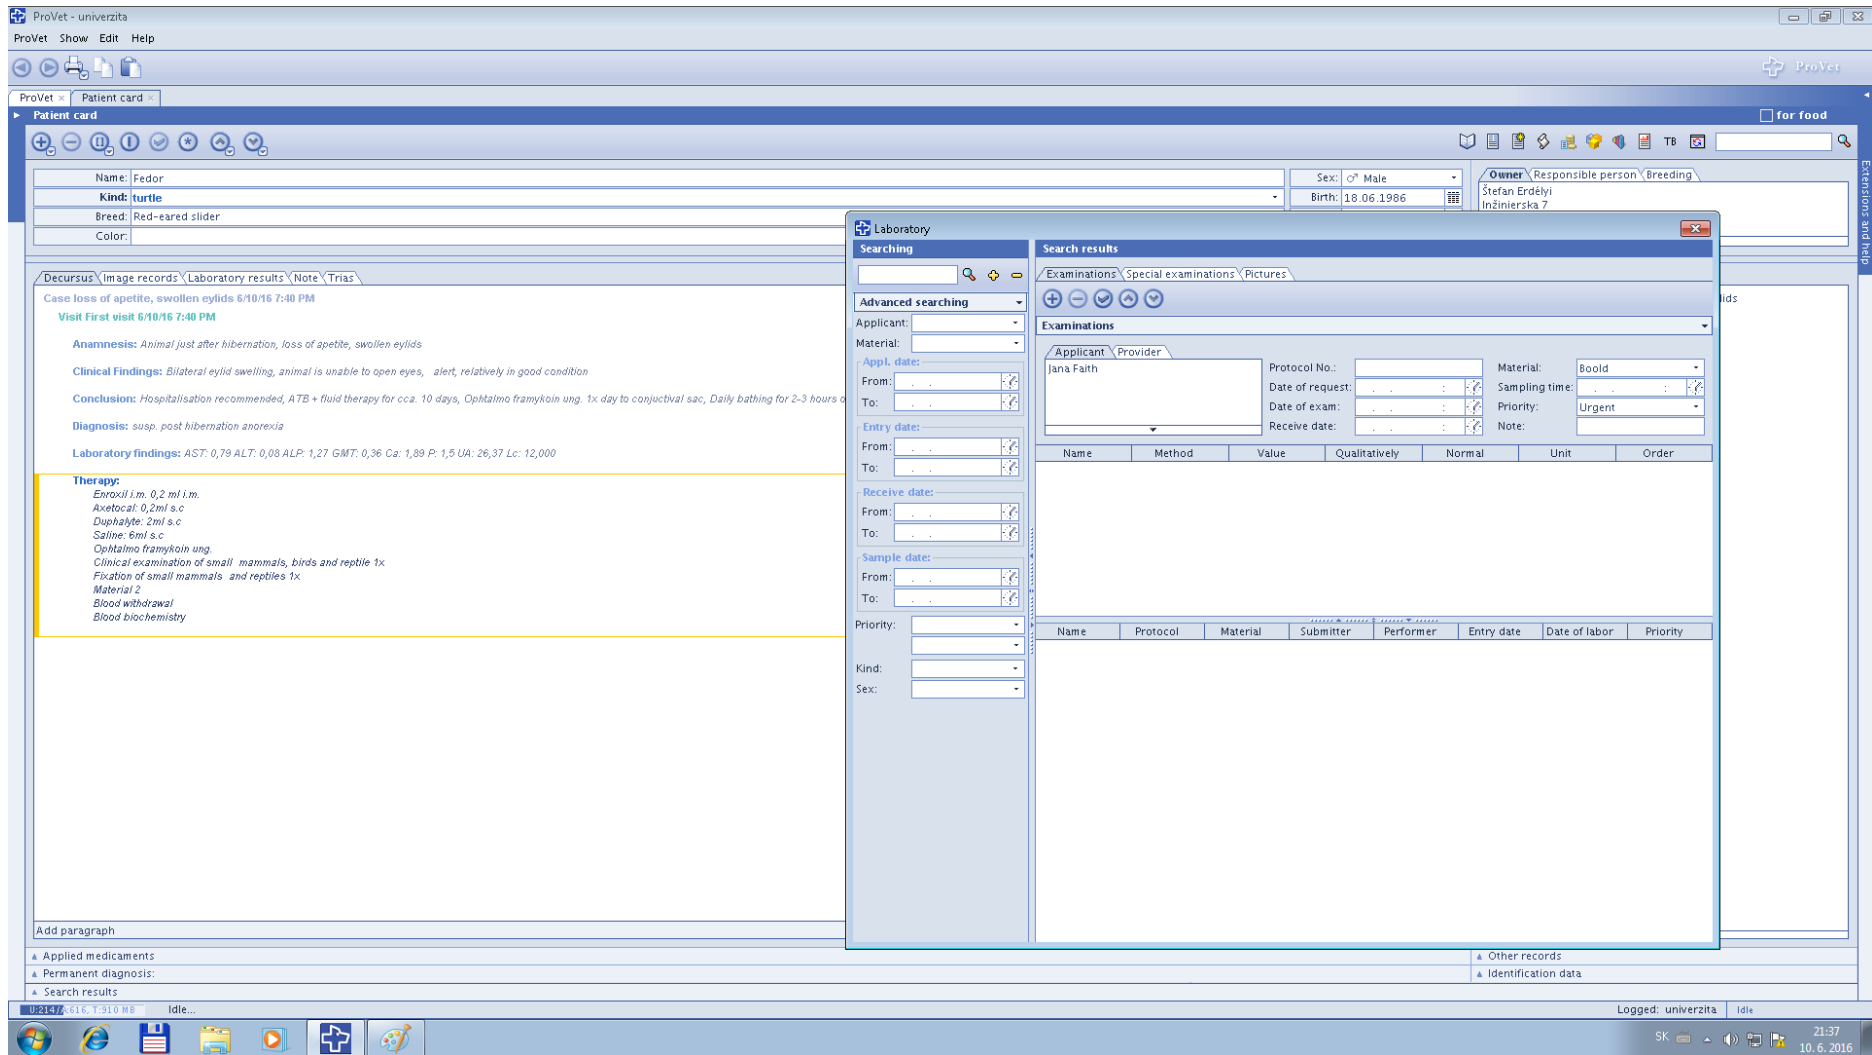 ProVet - univerzita
ProVet Show Edit Help
ProVet
ProVet Patient card
Patient card
for food
TB
Name: Fedor
Kind: turtle
Breed: Red-eared slider
Color:
Sex: Male
Birth: 18.06.1986
Owner Responsible person Breeding
Štefan Erdélyi
Inžinierska 7
Extensions and help
Decursus Image records Laboratory results Note Trias
Case loss of apetite, swollen eylids 6/10/16 7:40 PM
Visit First visit 6/10/16 7:40 PM
Anamnesis: Animal just after hibernation, loss of apetite, swollen eylids
Clinical Findings: Bilateral eylid swelling, animal is unable to open eyes, alert, relatively in good condition
Conclusion: Hospitalisation recommended, ATB + fluid therapy for cca. 10 days, Ophtalmo framykoin ung. 1x day to conjuctival sac, Daily bathing for 2-3 hours o
Diagnosis: susp. post hibernation anorexia
Laboratory findings: AST: 0,79 ALT: 0,08 ALP: 1,27 GMT: 0,36 Ca: 1,89 P: 1,5 UA: 26,37 Lc: 12,000
Therapy:
Enroxil i.m. 0,2 ml i.m.
Axetocal: 0,2ml s.c
Duphalyte: 2ml s.c
Saline: 6ml s.c
Ophtalmo framykoin ung.
Clinical examination of small mammals, birds and reptile 1x
Fixation of small mammals and reptiles 1x
Material 2
Blood withdrawal
Blood biochemistry
Add paragraph
Applied medicaments
Permanent diagnosis:
Search results
lids
Other records
Identification data
Laboratory
Searching
Advanced searching
Applicant:
Material:
Appl. date:
From:
To:
Entry date:
From:
To:
Receive date:
From:
To:
Sample date:
From:
To:
Priority:
Kind:
Sex:
Search results
Examinations Special examinations Pictures
Examinations
Applicant Provider
Jana Faith
Protocol No.:
Date of request:
Date of exam:
Receive date:
Material: Boold
Sampling time:
Priority: Urgent
Note:
Name Method Value Qualitatively Normal Unit Order
Name Protocol Material Submitter Performer Entry date Date of labor Priority
U:214/A:616, T:910 MB Idle...
Logged: univerzita Idle
SK
21:37
10. 6. 2016